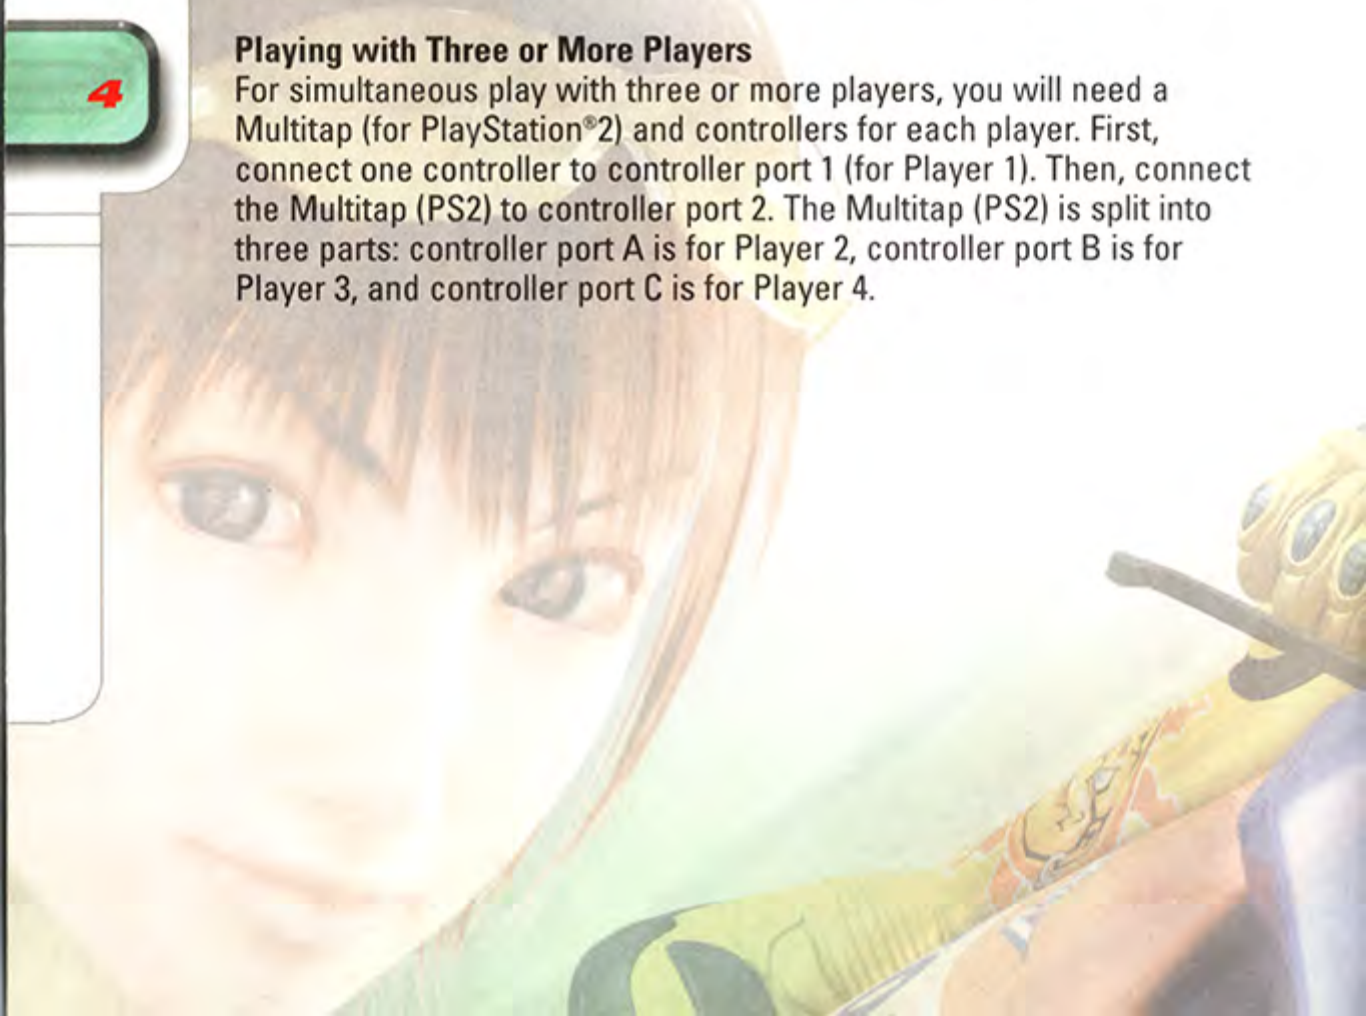 4
Playing with Three or More Players
For simultaneous play with three or more players, you will need a
Multitap (for PlayStation®2) and controllers for each player. First,
connect one controller to controller port 1 (for Player 1). Then, connect
the Multitap (PS2) to controller port 2. The Multitap (PS2) is split into
three parts: controller port A is for Player 2, controller port B is for
Player 3, and controller port C is for Player 4.